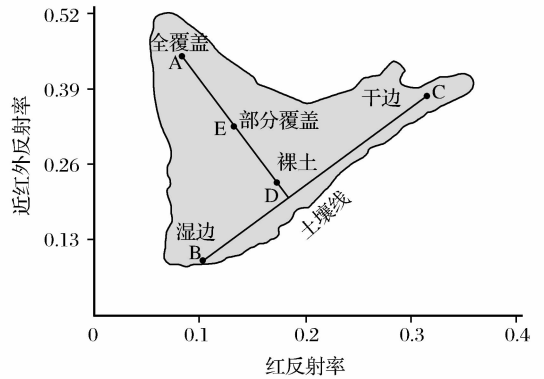 0.52
全覆盖
A
0.39
干边
C
E
部分覆盖
近红外反射率
0.26
裸土
D
土壤线
湿边
0.13
B
0
0.1
0.2
0.3
0.4
红反射率